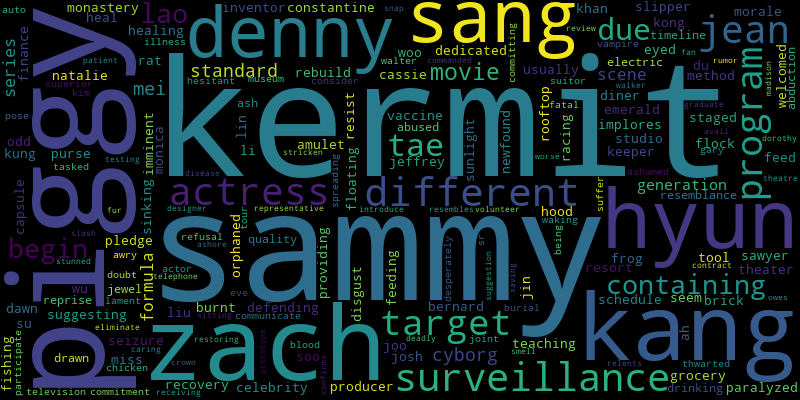 auto
monastery
inventor
constantine
snap
khan
slipper
morale
heal
lao
denny
sang
review
due
kong
timeline
jean
series
finance
healing
illness
woo
dedicated
committing
vampire
eyed
fan
rumor
natalie
rat
standard
rebuild
walter
commanded
movie
usually
scene
electric
du
method
program
madison
welcomed
abduction
superior
patient
museum
hesitant
consider
cassie
suitor
walker
kim
mei
kermit
piggy
ash
vaccine
fatal
diner
emerald
graduate
pose
lin
resist
abused
tae
sunlight
newfound
rooftop
racing
implores
staged
avail
dorothy
odd
purse
imminent
monica
amulet
studio
flock
gary
kung
tasked
testing
li
stricken
jeffrey
worse
keeper
feed
theatre
disease
floating
ashamed
capsule
actress
spreading
different
suffer
generation
resemblance
fur
designer
representative
introduce
resembles
volunteer
hood
hyun
begin
slash
sinking
sammy
refusal
tour
waking
pledge
orphaned
quality
being
stunned
awry
actor
ashore
providing
desperately
sr
suggestion
saving
frog
tool
sawyer
doubt
telephone
disgust
feeding
resort
contract
theater
jewel
formula
wu
eve
jin
containing
dawn
reprise
lament
burnt
defending
bernard
burial
schedule
seem
brick
owes
su
suggesting
liu
sitting
communicate
target
kang
eliminate
zach
fishing
participate
drawn
seizure
restoring
prototype
blood
joo
deadly
joint
teaching
ah
thwarted
miss
caring
soo
confirms
josh
cyborg
smell
relents
grocery
chicken
crown
recovery
celebrity
producer
surveillance
drinking
paralyzed
television
commitment
receiving